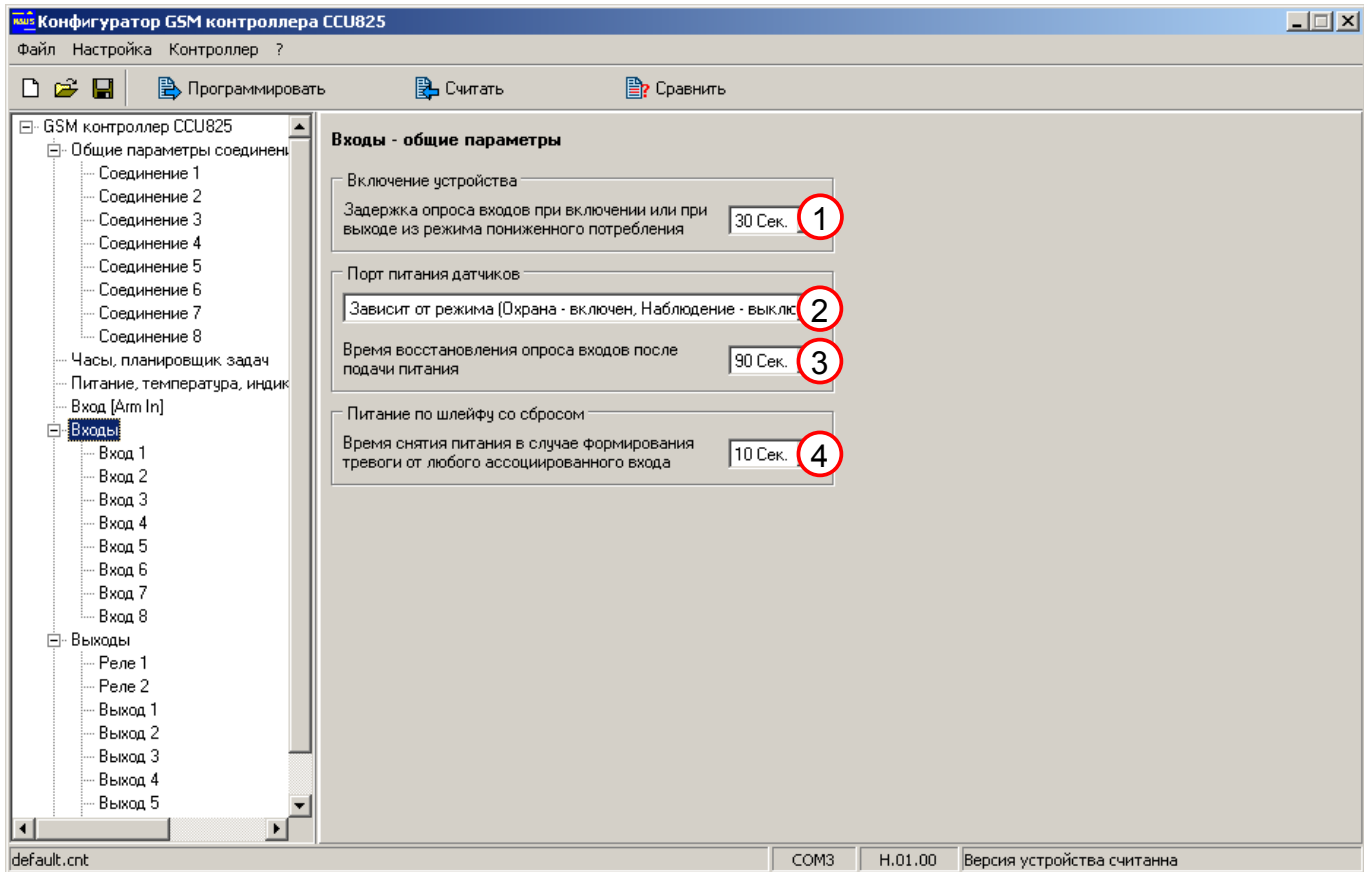 Конфигуратор GSM контроллера CCU825
Файл Настройка Контроллер ?
Программировать Считать Сравнить
GSM контроллер CCU825
Общие параметры соединени
Соединение 1
Соединение 2
Соединение 3
Соединение 4
Соединение 5
Соединение 6
Соединение 7
Соединение 8
Часы, планировщик задач
Питание, температура, индик
Вход [Arm In]
Входы
Вход 1
Вход 2
Вход 3
Вход 4
Вход 5
Вход 6
Вход 7
Вход 8
Выходы
Реле 1
Реле 2
Выход 1
Выход 2
Выход 3
Выход 4
Выход 5
Входы - общие параметры
Включение устройства
Задержка опроса входов при включении или при
выходе из режима пониженного потребления
30 Сек. 1
Порт питания датчиков
Зависит от режима (Охрана - включен, Наблюдение - выклю 2
Время восстановления опроса входов после
подачи питания
90 Сек. 3
Питание по шлейфу со сбросом
Время снятия питания в случае формирования
тревоги от любого ассоциированного входа
10 Сек. 4
default.cnt COM3 H.01.00 Версия устройства считанна